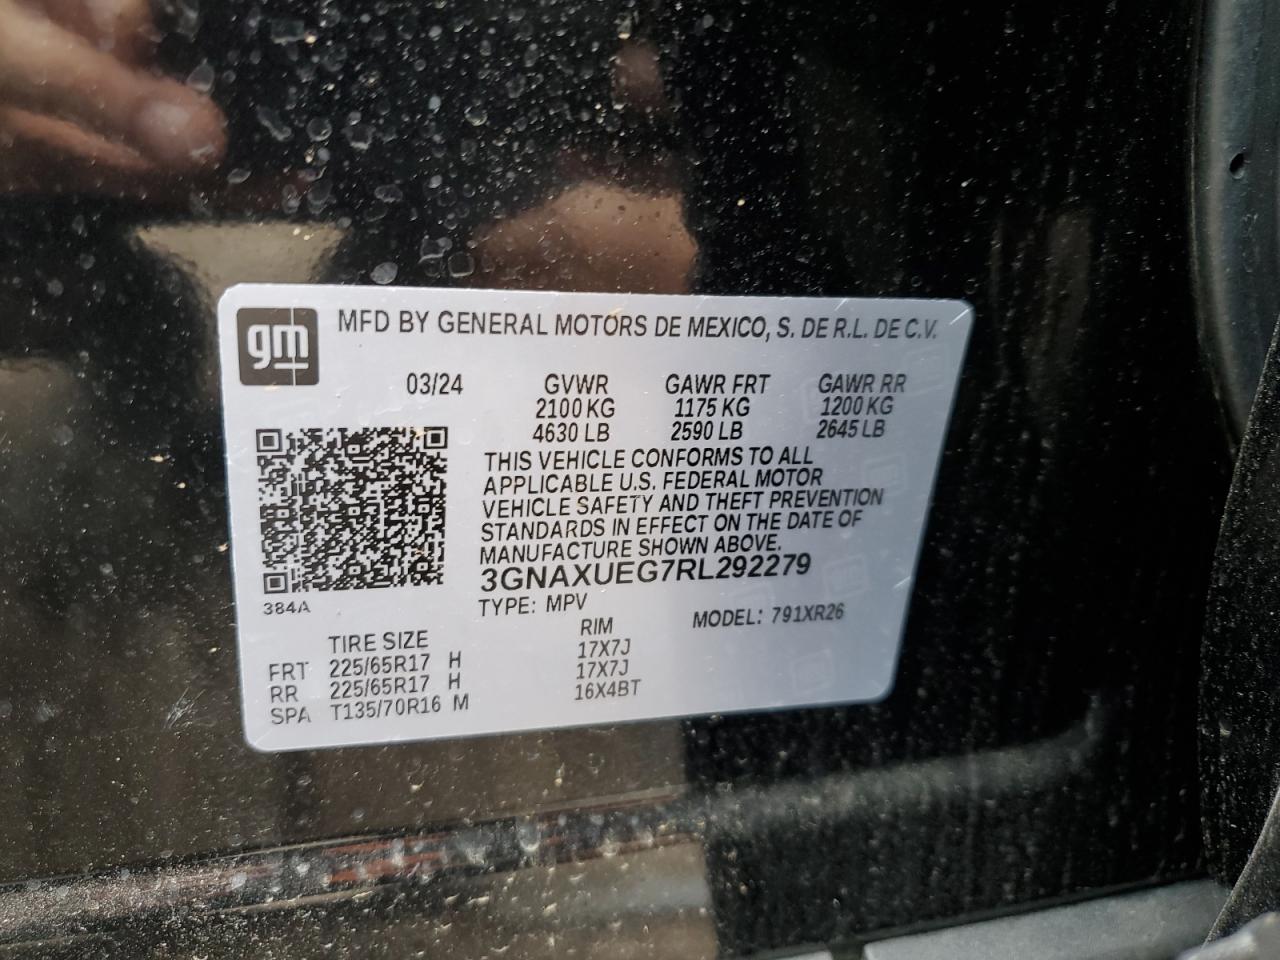 gm
MFD BY GENERAL MOTORS DE MEXICO, S. DE R.L. DE C.V.
03/24 GVWR GAWR FRT GAWR RR
2100 KG 1175 KG 1200 KG
4630 LB 2590 LB 2645 LB
THIS VEHICLE CONFORMS TO ALL
APPLICABLE U.S. FEDERAL MOTOR
VEHICLE SAFETY AND THEFT PREVENTION
STANDARDS IN EFFECT ON THE DATE OF
MANUFACTURE SHOWN ABOVE.
3GNAXUEG7RL292279
384A
TYPE: MPV MODEL: 791XR26
TIRE SIZE RIM
FRT 225/65R17 H 17X7J
RR 225/65R17 H 17X7J
SPA T135/70R16 M 16X4BT